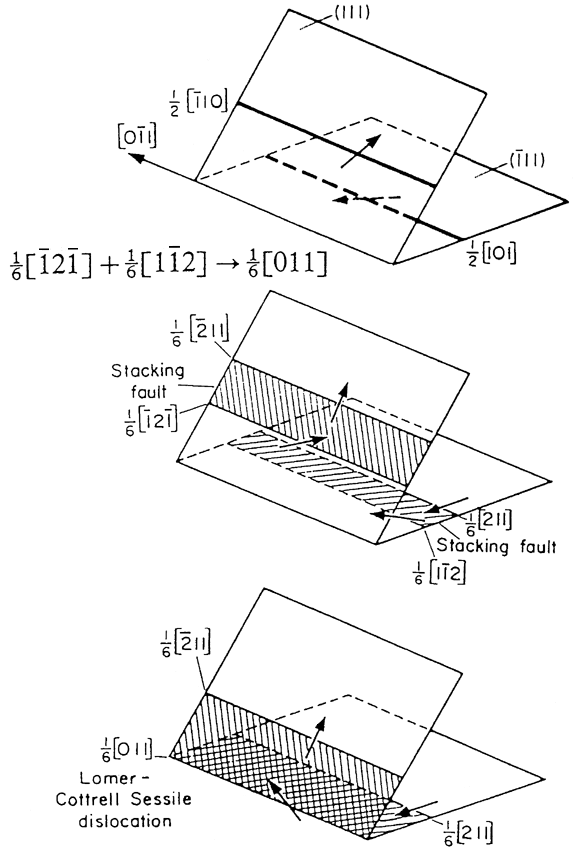 (111)
½[1̄10]
[01̄1]
(1̄11)
½[101]
⅙[1̄21̄] + ⅙[11̄2] → ⅙[011]
⅙[2̄11]
Stacking
fault
⅙[1̄21̄]
⅙[211]
Stacking fault
⅙[11̄2]
⅙[2̄11]
⅙[011]
Lomer–
Cottrell Sessile
dislocation
⅙[211]